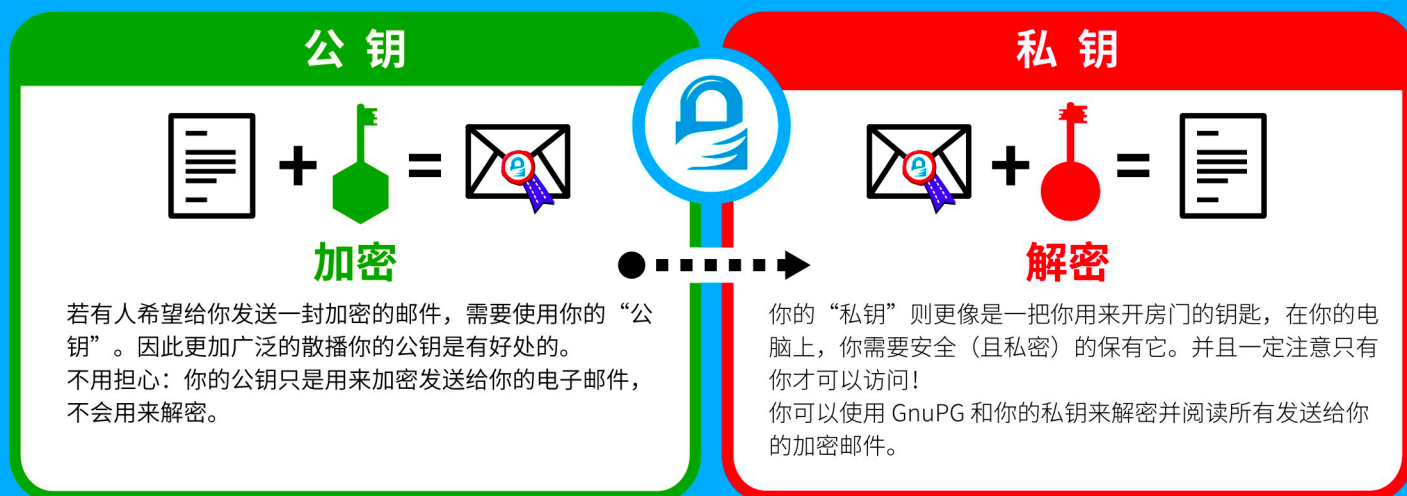 公钥
加密
若有人希望给你发送一封加密的邮件，需要使用你的“公
钥”。因此更加广泛的散播你的公钥是有好处的。
不用担心：你的公钥只是用来加密发送给你的电子邮件，
不会用来解密。
私钥
解密
你的“私钥”则更像是一把你用来开房门的钥匙，在你的电
脑上，你需要安全（且私密）的保有它。并且一定注意只有
你才可以访问！
你可以使用 GnuPG 和你的私钥来解密并阅读所有发送给你
的加密邮件。